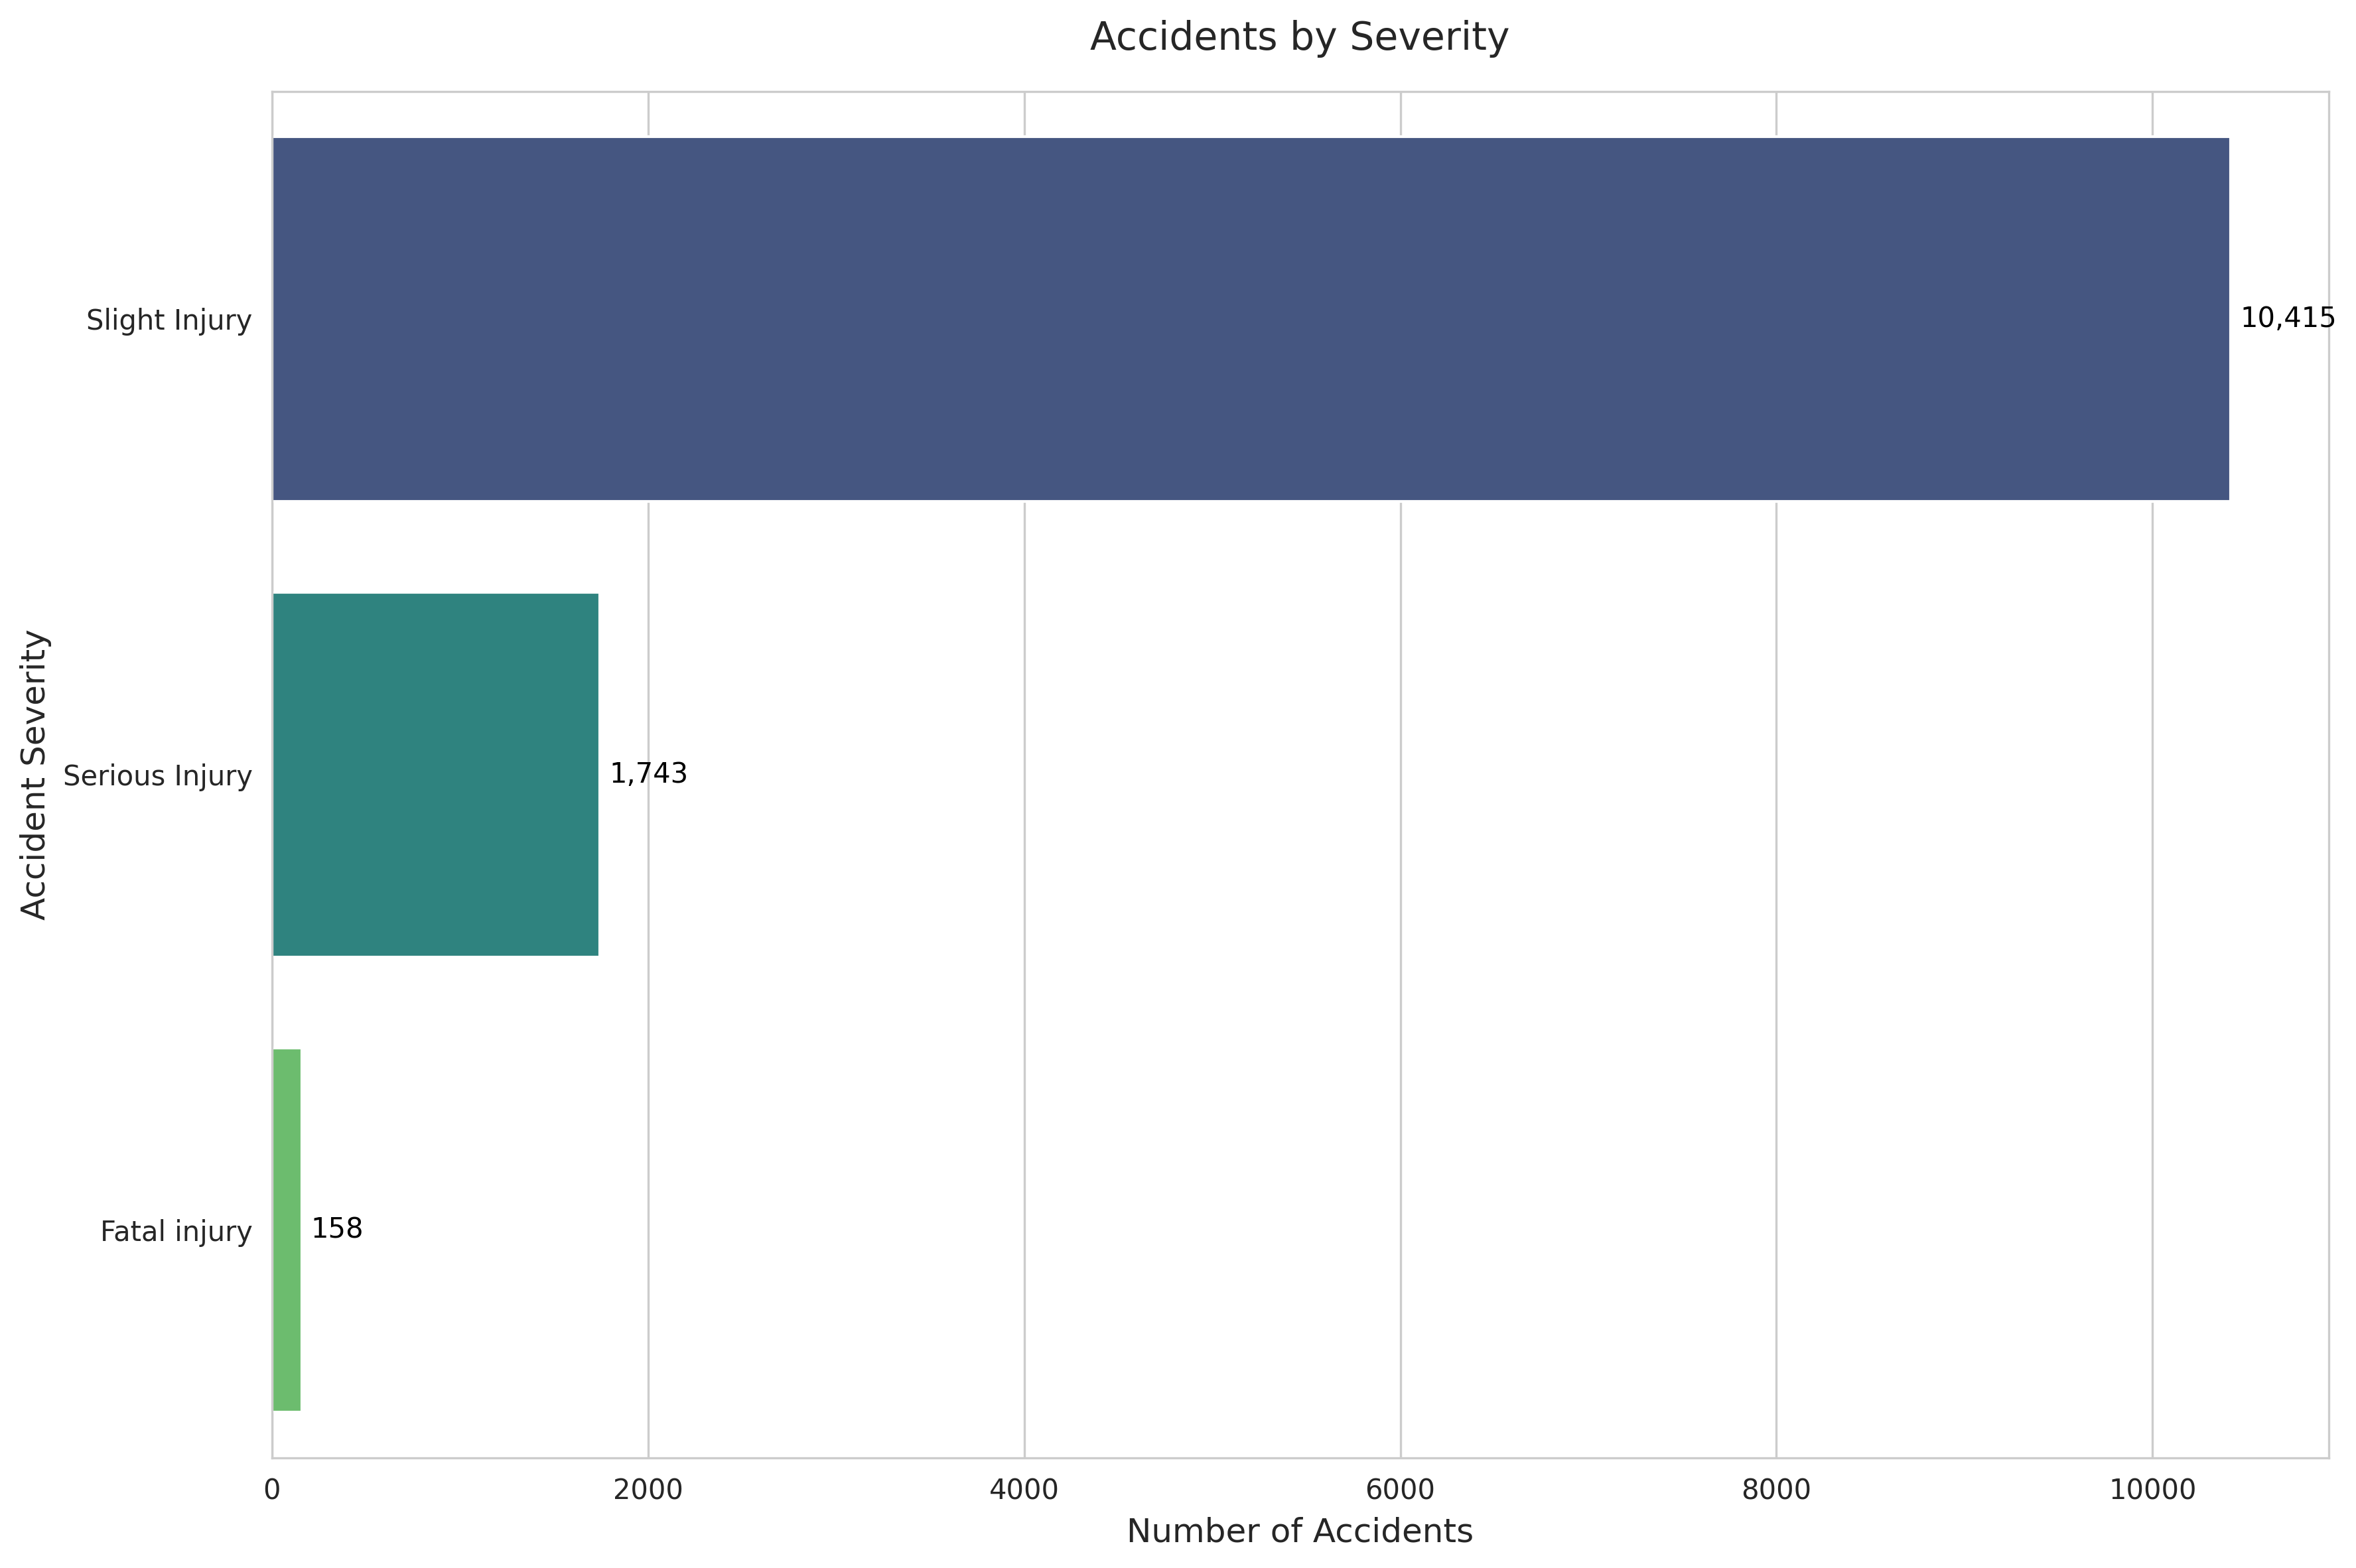 Accidents by Severity
Slight Injury
10,415
Accident Severity
Serious Injury
1,743
Fatal injury
158
0 2000 4000 6000 8000 10000
Number of Accidents